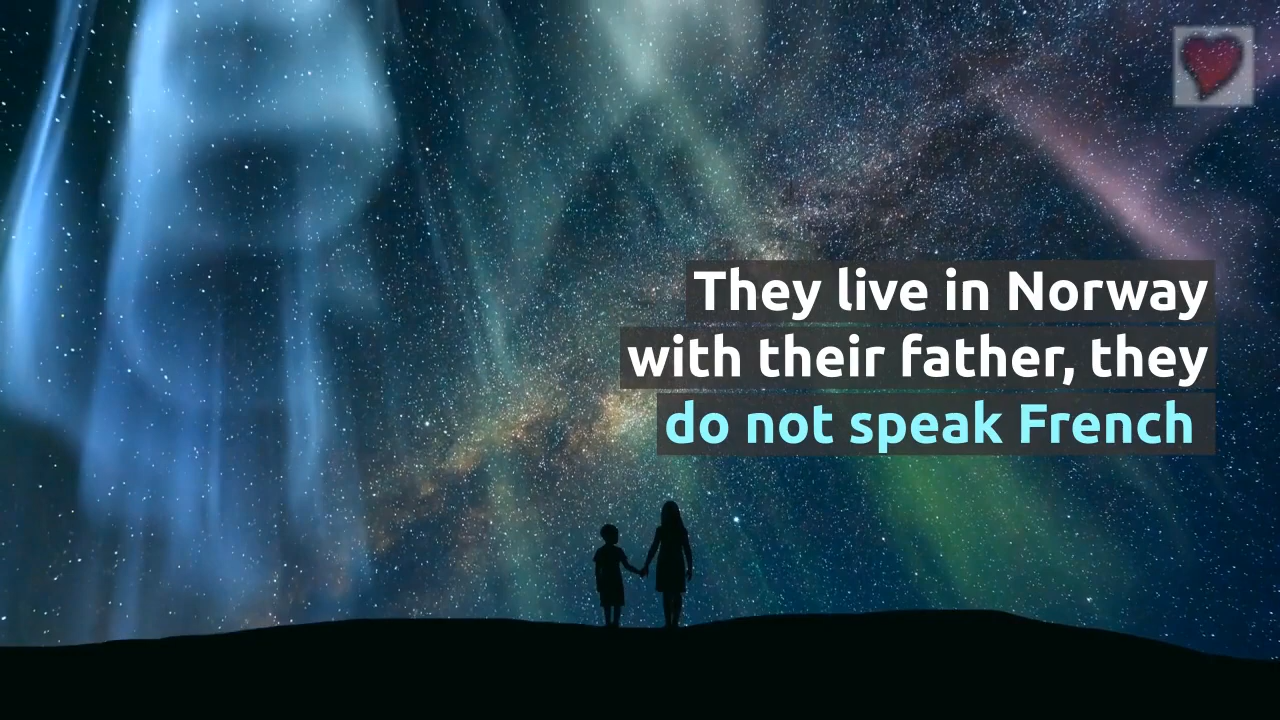 They live in Norway
with their father, they
do not speak French